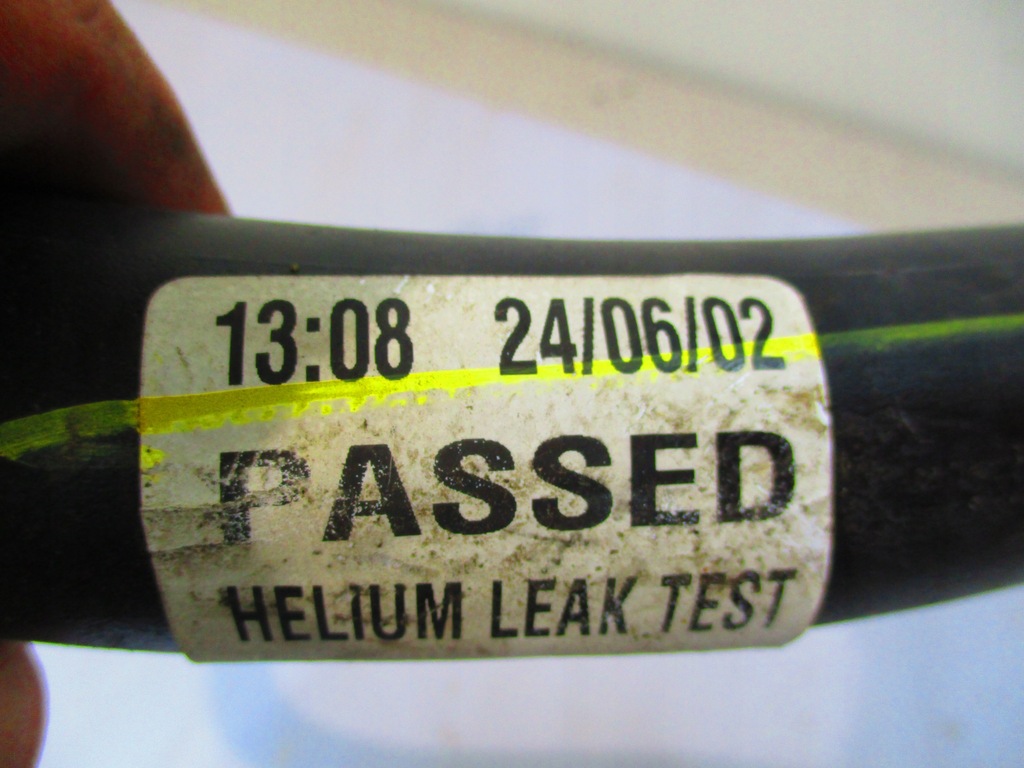 13:08 24/06/02
PASSED
HELIUM LEAK TEST